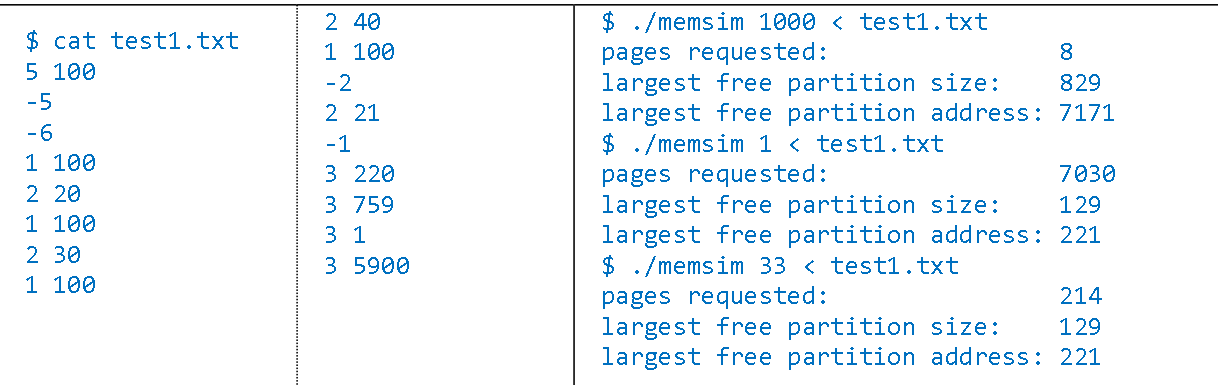 $ cat test1.txt
5 100
-5
-6
1 100
2 20
1 100
2 30
1 100
2 40
1 100
-2
2 21
-1
3 220
3 759
3 1
3 5900
$ ./memsim 1000 < test1.txt
pages requested: 8
largest free partition size: 829
largest free partition address: 7171
$ ./memsim 1 < test1.txt
pages requested: 7030
largest free partition size: 129
largest free partition address: 221
$ ./memsim 33 < test1.txt
pages requested: 214
largest free partition size: 129
largest free partition address: 221